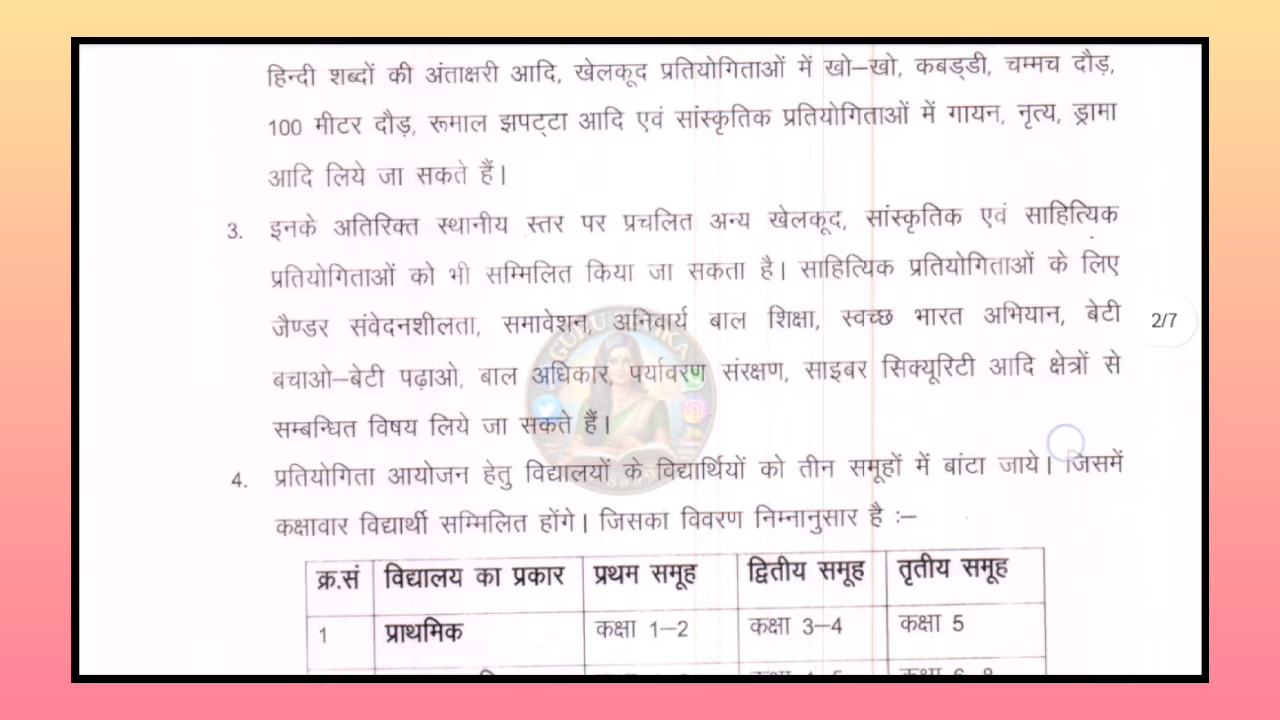 हिन्दी शब्दों की अंताक्षरी आदि, खेलकूद प्रतियोगिताओं में खो–खो, कबड्डी, चम्मच दौड़,
100 मीटर दौड़, रूमाल झपट्टा आदि एवं सांस्कृतिक प्रतियोगिताओं में गायन, नृत्य, ड्रामा
आदि लिये जा सकते हैं।
3. इनके अतिरिक्त स्थानीय स्तर पर प्रचलित अन्य खेलकूद, सांस्कृतिक एवं साहित्यिक
प्रतियोगिताओं को भी सम्मिलित किया जा सकता है। साहित्यिक प्रतियोगिताओं के लिए
जैण्डर संवेदनशीलता, समावेशन, अनिवार्य बाल शिक्षा, स्वच्छ भारत अभियान, बेटी
2/7
बचाओ–बेटी पढ़ाओ, बाल अधिकार, पर्यावरण संरक्षण, साइबर सिक्यूरिटी आदि क्षेत्रों से
सम्बन्धित विषय लिये जा सकते हैं।
4. प्रतियोगिता आयोजन हेतु विद्यालयों के विद्यार्थियों को तीन समूहों में बांटा जाये। जिसमें
कक्षावार विद्यार्थी सम्मिलित होंगे। जिसका विवरण निम्नानुसार है :–
क्र.सं विद्यालय का प्रकार प्रथम समूह द्वितीय समूह तृतीय समूह
1 प्राथमिक कक्षा 1–2 कक्षा 3–4 कक्षा 5